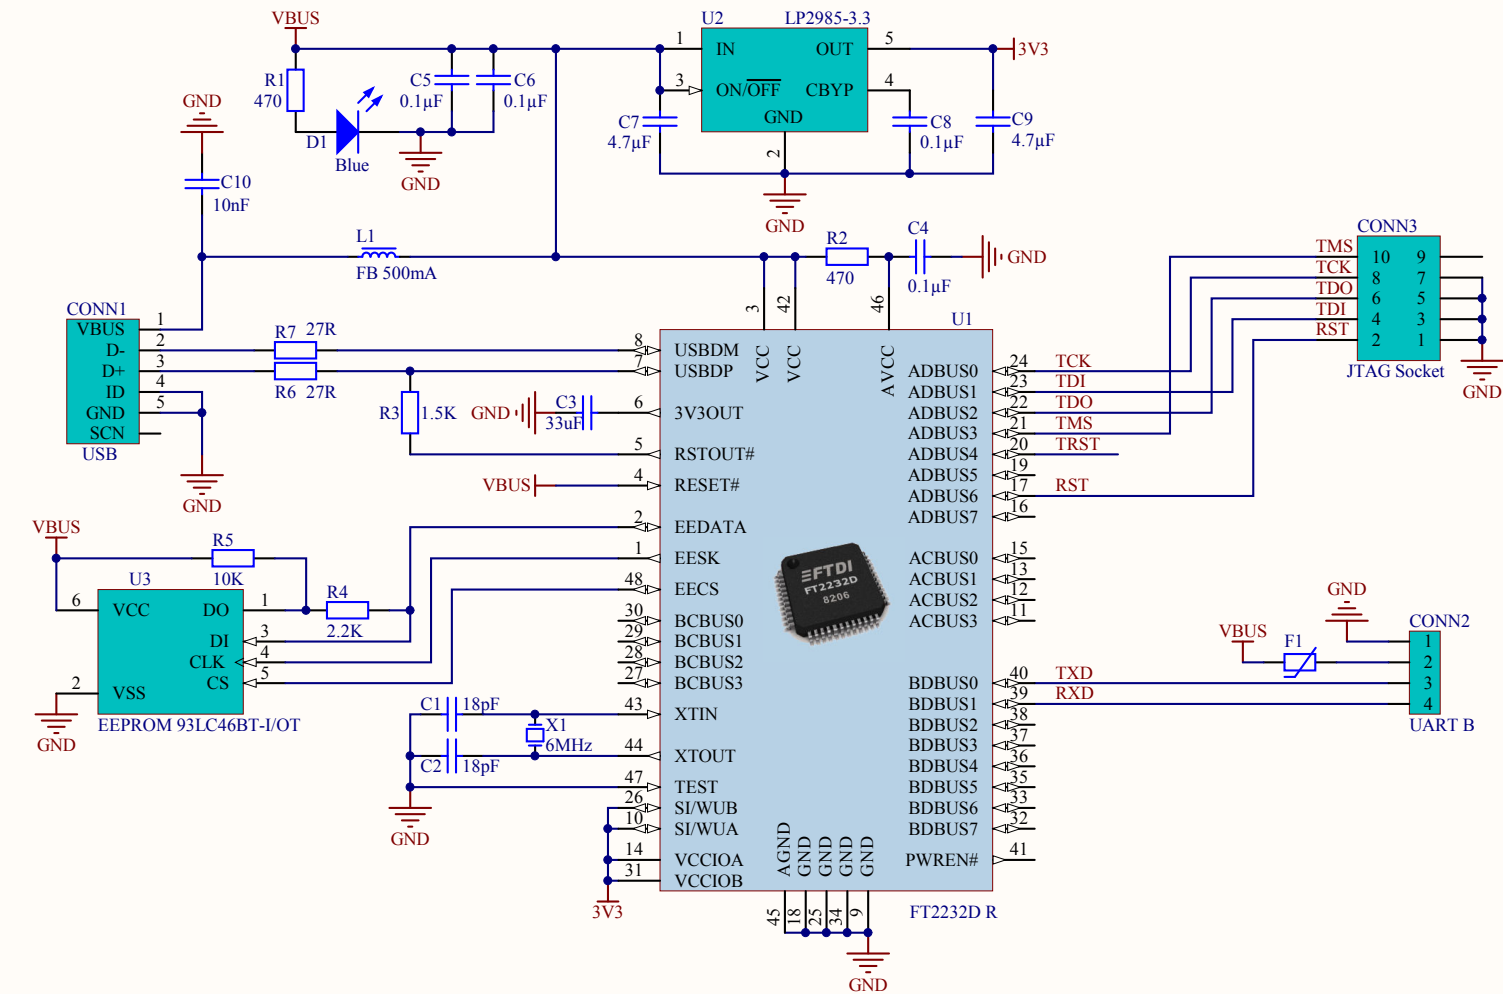 VBUS
R1
470
D1
Blue
C5
0.1µF
C6
0.1µF
GND
GND
C10
10nF
U2
LP2985-3.3
1
IN
OUT
5
3
ON/OFF
CBYP
4
GND
2
3V3
C7
4.7µF
C8
0.1µF
C9
4.7µF
GND
L1
FB 500mA
R2
470
C4
0.1µF
GND
CONN1
VBUS
1
D-
2
D+
3
ID
4
GND
5
SCN
USB
GND
R7
27R
R6
27R
R3
1.5K
GND
C3
33uF
VBUS
U1
3
VCC
42
VCC
46
AVCC
8
USBDM
7
USBDP
6
3V3OUT
5
RSTOUT#
4
RESET#
2
EEDATA
1
EESK
48
EECS
30
BCBUS0
29
BCBUS1
28
BCBUS2
27
BCBUS3
43
XTIN
44
XTOUT
47
TEST
26
SI/WUB
10
SI/WUA
14
VCCIOA
31
VCCIOB
3V3
ADBUS0
24
TCK
ADBUS1
23
TDI
ADBUS2
22
TDO
ADBUS3
21
TMS
ADBUS4
20
TRST
ADBUS5
19
ADBUS6
17
RST
ADBUS7
16
ACBUS0
15
ACBUS1
13
ACBUS2
12
ACBUS3
11
BDBUS0
40
TXD
BDBUS1
39
RXD
BDBUS2
38
BDBUS3
37
BDBUS4
36
BDBUS5
35
BDBUS6
33
BDBUS7
32
PWREN#
41
FTDI
FT2232D
8206
AGND
GND
GND
GND
GND
45
18
25
34
9
GND
FT2232D R
VBUS
R5
10K
U3
6
VCC
DO
1
R4
2.2K
DI
3
CLK
4
CS
5
2
VSS
EEPROM 93LC46BT-I/OT
GND
C1
18pF
X1
6MHz
C2
18pF
GND
CONN3
TMS
10
9
TCK
8
7
TDO
6
5
TDI
4
3
RST
2
1
JTAG Socket
GND
GND
VBUS
F1
CONN2
1
2
3
4
UART B